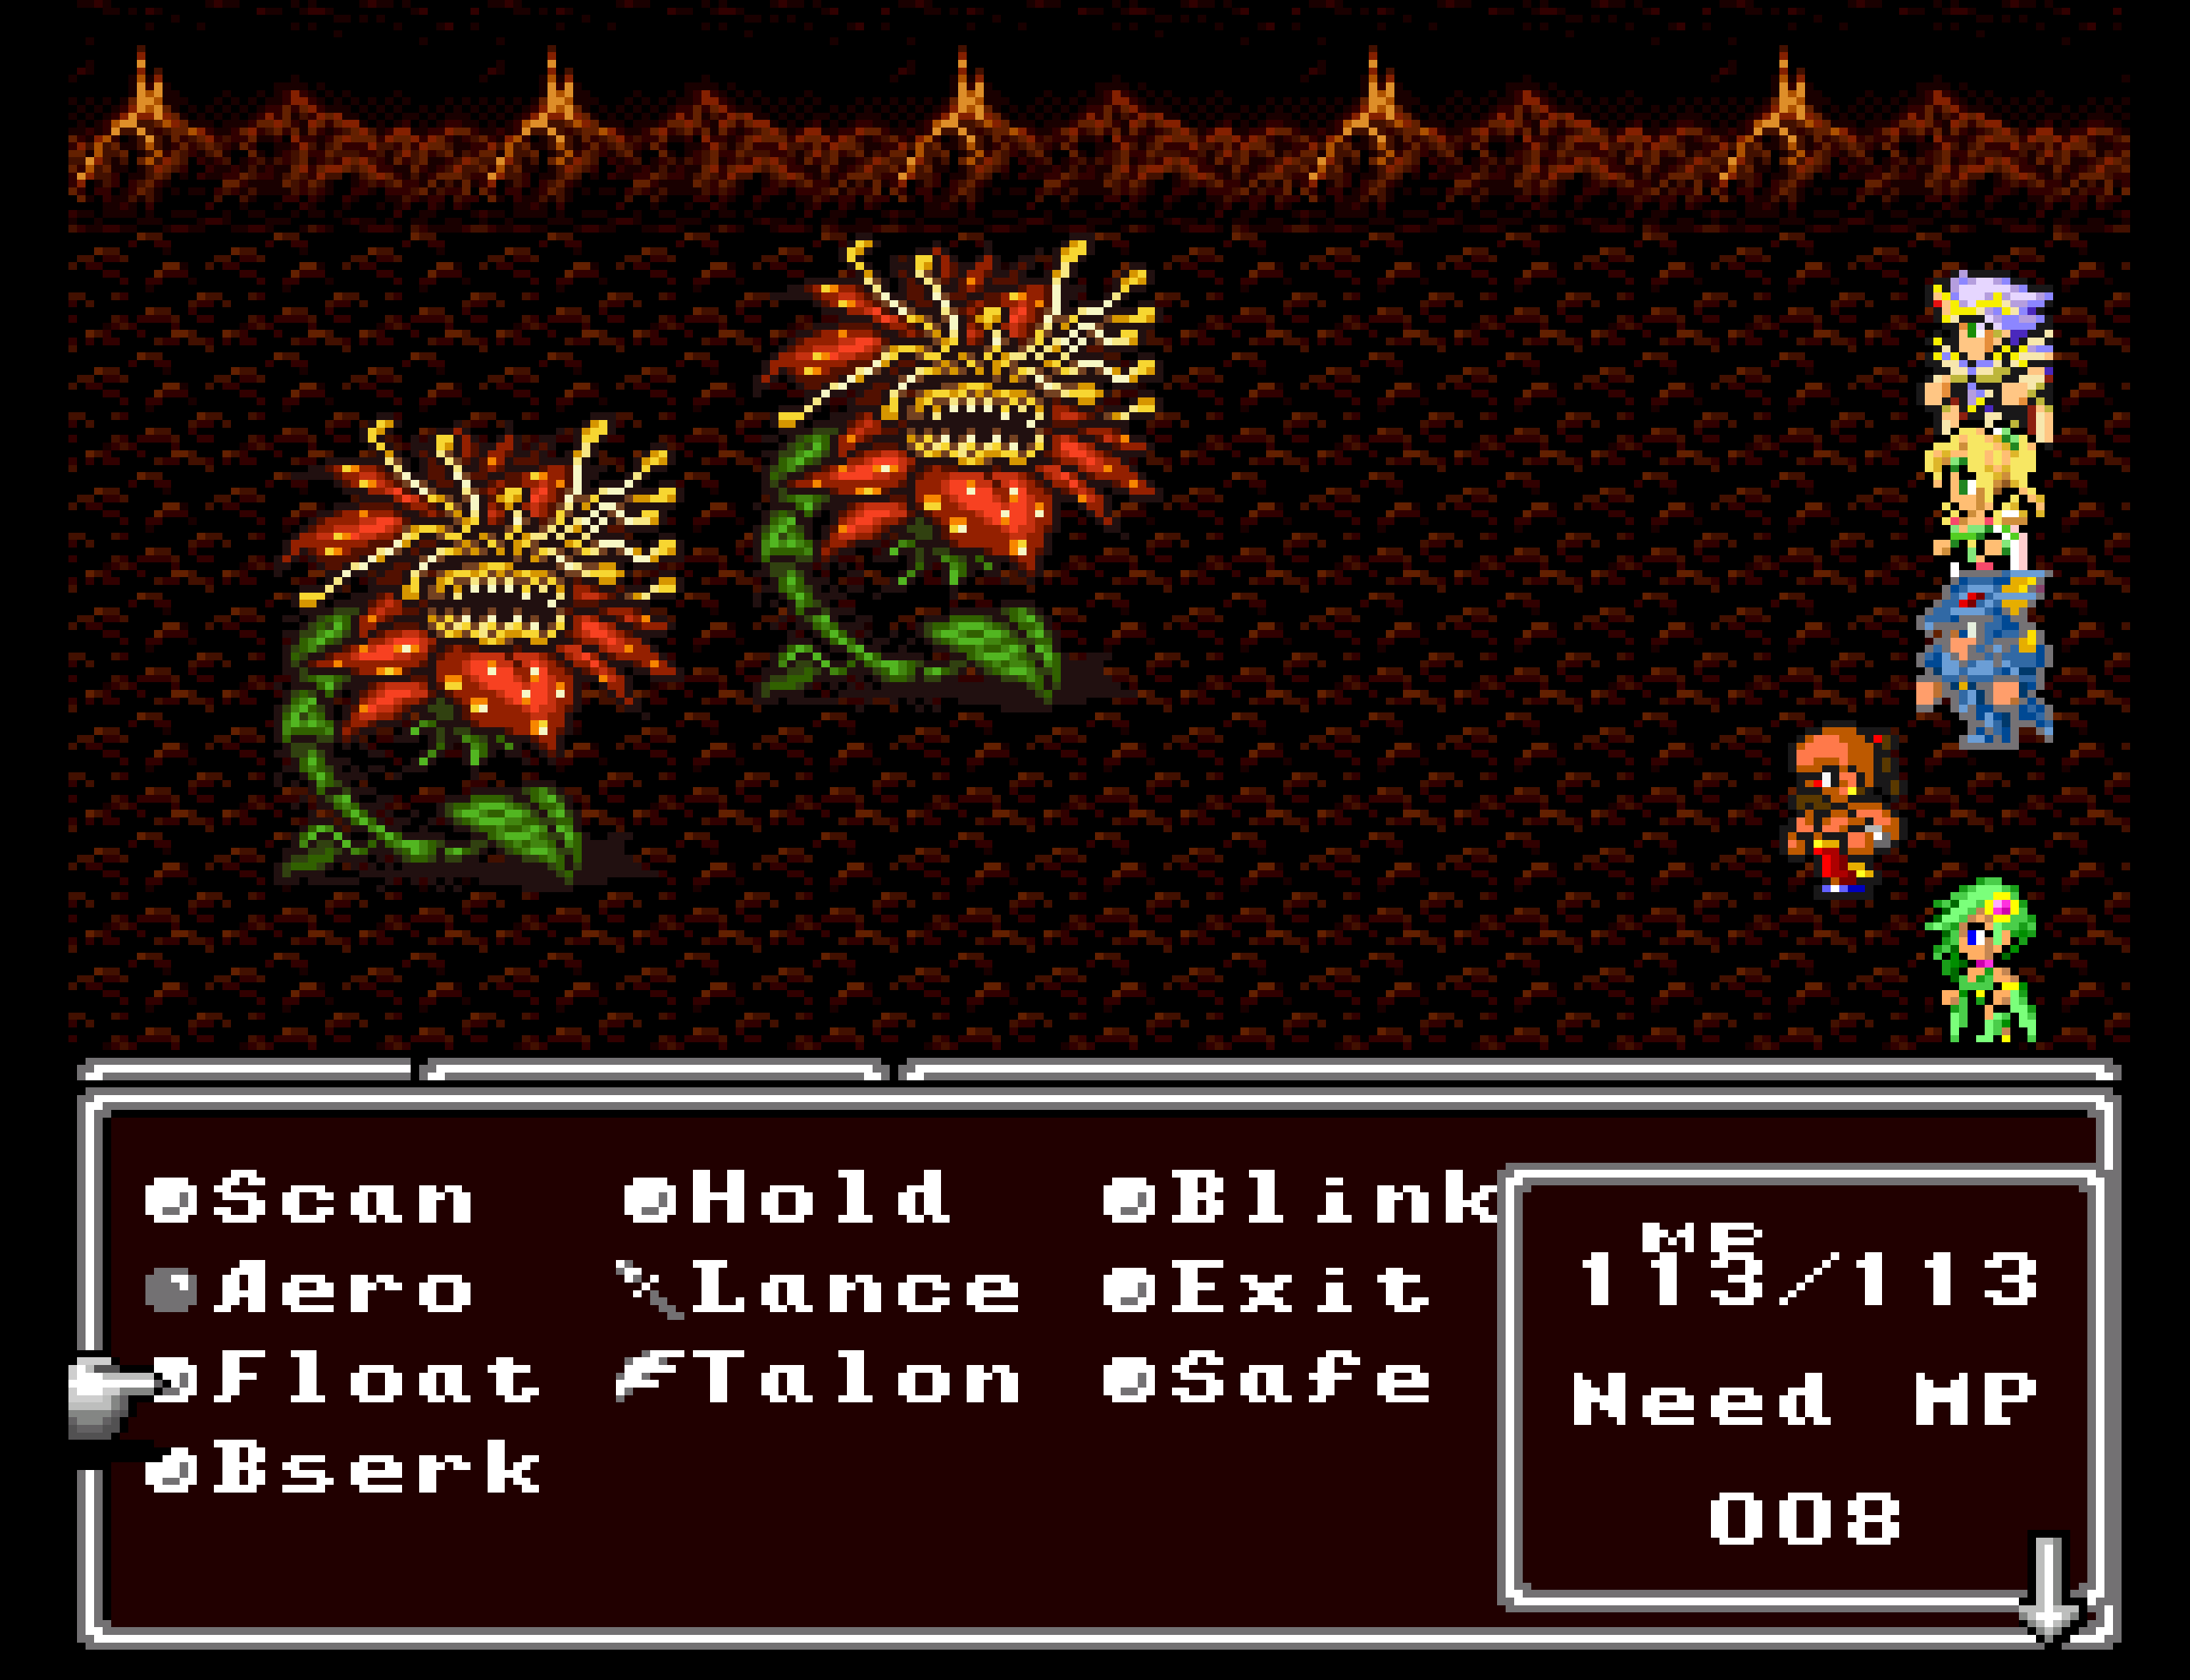 Scan Hold Blink
Aero Lance Exit
Float Talon Safe
Bserk
MP
113/113
Need MP
008